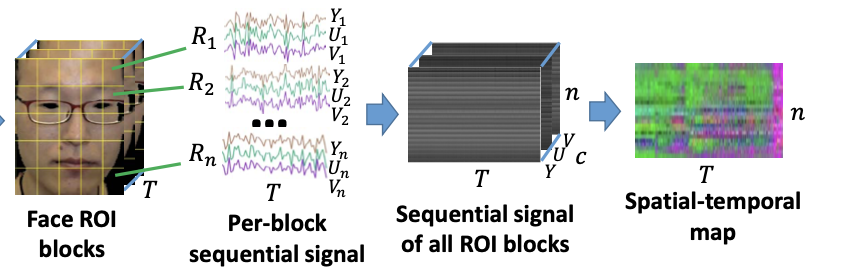 R1
R2
Rn
Y1
U1
V1
Y2
U2
V2
Yn
Un
Vn
T
T
n
V
U
Y
C
T
n
T
Face ROI
blocks
Per-block
sequential signal
Sequential signal
of all ROI blocks
Spatial-temporal
map